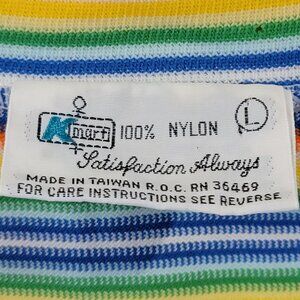 Kmart 100% NYLON L
Satisfaction Always
MADE IN TAIWAN R.O.C. RN 36469
FOR CARE INSTRUCTIONS SEE REVERSE